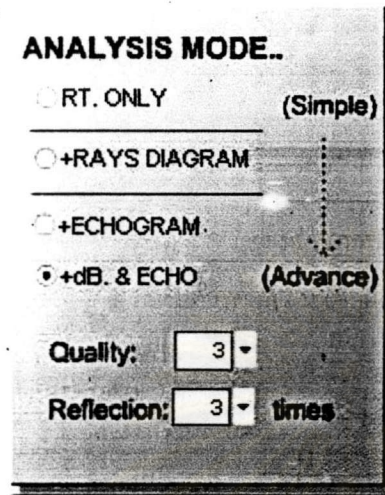 ANALYSIS MODE..
RT. ONLY (Simple)
+RAYS DIAGRAM
+ECHOGRAM.
+dB. & ECHO (Advance)
Quality: 3
Reflection: 3 times